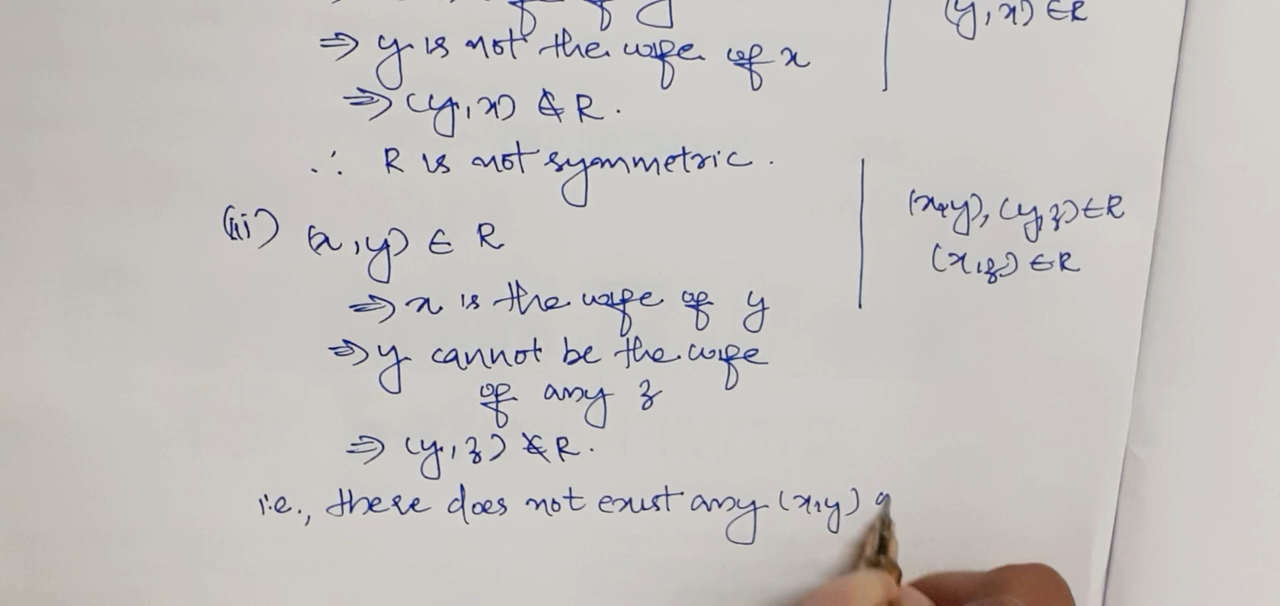 (y, x) ∈ R
⇒ y is not the wife of x
⇒ (y, x) ∉ R.
∴ R is not symmetric.
(iii) (x, y) ∈ R
⇒ x is the wife of y
⇒ y cannot be the wife
of any z
⇒ (y, z) ∉ R.
i.e., there does not exist any (x, y)
(x, y), (y, z) ∈ R
(x, z) ∈ R